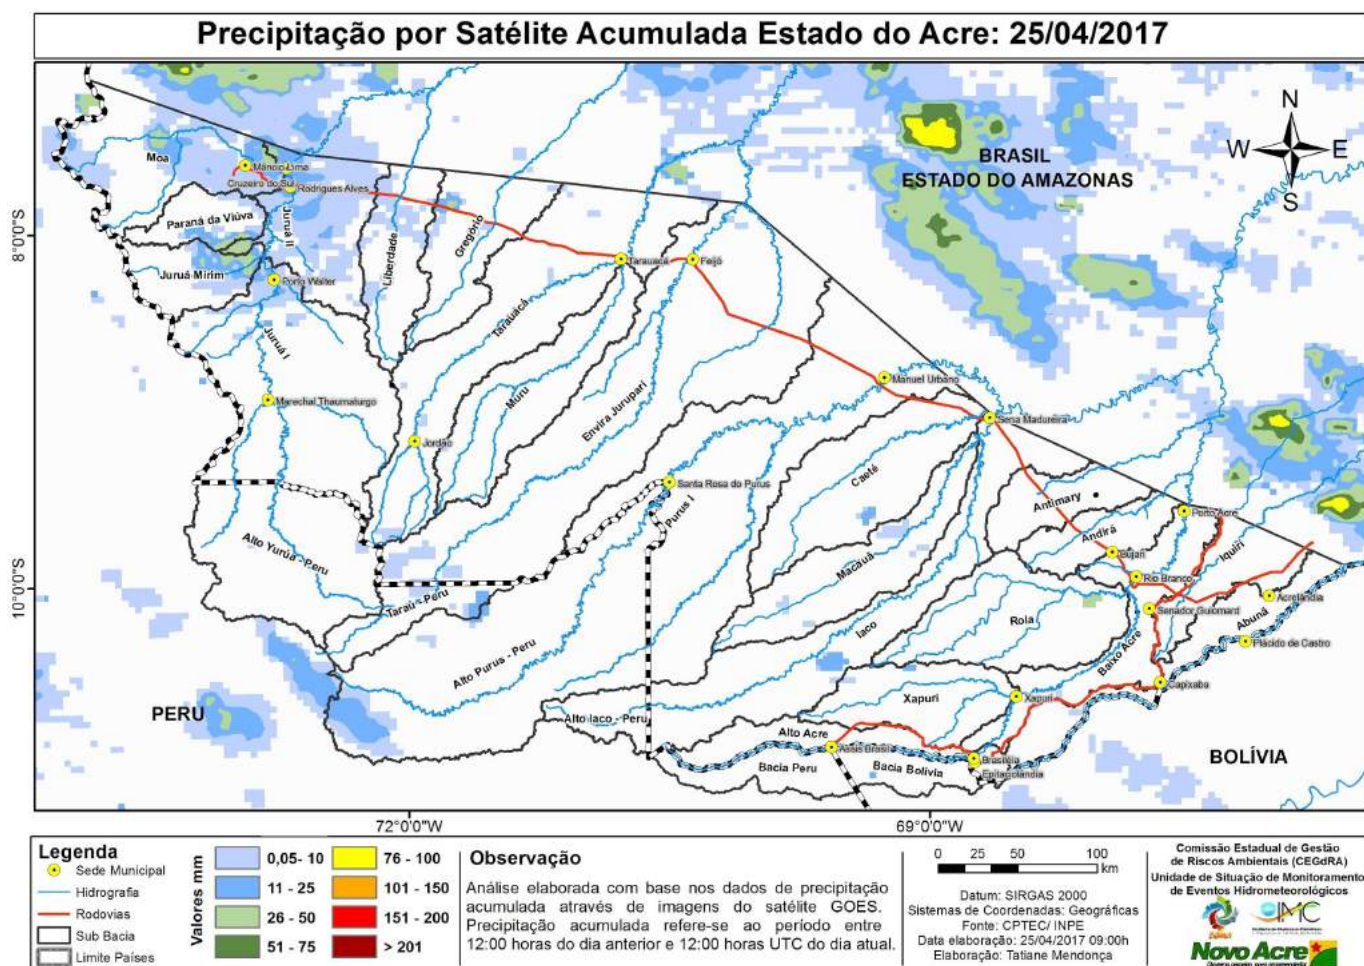 Precipitação por Satélite Acumulada Estado do Acre: 25/04/2017
N
W E
S
BRASIL
ESTADO DO AMAZONAS
Moa
Mâncio Lima
Cruzeiro do Sul
Rodrigues Alves
Paraná da Viúva
Juruá II
8°0'0"S
Juruá Mirim
Porto Walter
Liberdade
Gregório
Tarauacá
Feijó
Juruá I
Tarauacá
Muru
Envira Jurupari
Manuel Urbano
Marechal Thaumaturgo
Sena Madureira
Jordão
Caeté
Santa Rosa do Purus
Purus I
Antimary
Porto Acre
Andirá
Bujari
Iquiri
Alto Yurúa - Peru
Macauã
Rio Branco
10°0'0"S
Taraú - Peru
Senador Guiomard
Acrelândia
Abunã
Rola
Iaco
Baixo Acre
Plácido de Castro
Alto Purus - Peru
Capixaba
Xapuri
Xapuri
PERU
Alto Iaco - Peru
Alto Acre
Assis Brasil
Brasiléia
Epitaciolândia
Bacia Peru
Bacia Bolívia
BOLÍVIA
72°0'0"W
69°0'0"W
Legenda
Sede Municipal
Hidrografia
Rodovias
Sub Bacia
Limite Países
Valores mm
0,05- 10
11 - 25
26 - 50
51 - 75
76 - 100
101 - 150
151 - 200
> 201
Observação
Análise elaborada com base nos dados de precipitação
acumulada através de imagens do satélite GOES.
Precipitação acumulada refere-se ao período entre
12:00 horas do dia anterior e 12:00 horas UTC do dia atual.
0 25 50 100
km
Datum: SIRGAS 2000
Sistemas de Coordenadas: Geográficas
Fonte: CPTEC/ INPE
Data elaboração: 25/04/2017 09:00h
Elaboração: Tatiane Mendonça
Comissão Estadual de Gestão
de Riscos Ambientais (CEGdRA)
Unidade de Situação de Monitoramento
de Eventos Hidrometeorológicos
IMC
Novo Acre